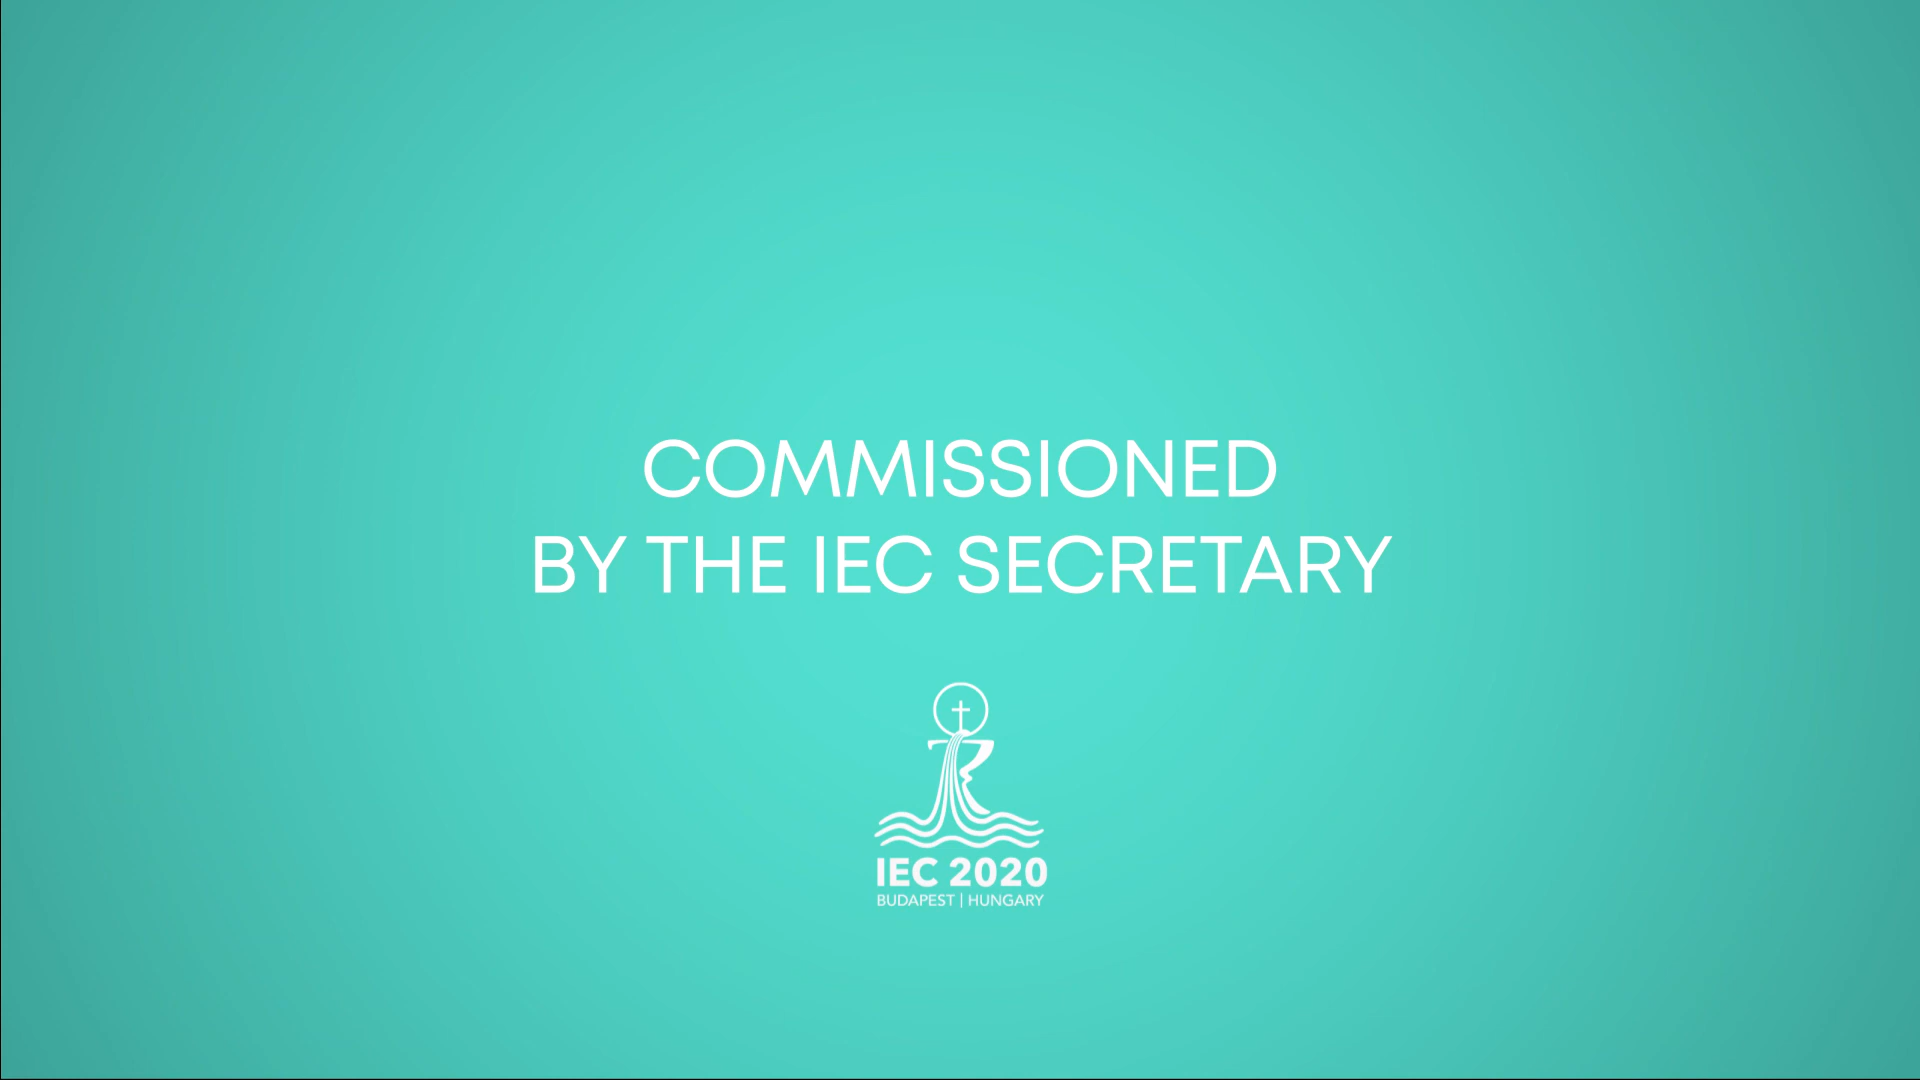 COMMISSIONED
BY THE IEC SECRETARY
IEC 2020
BUDAPEST | HUNGARY